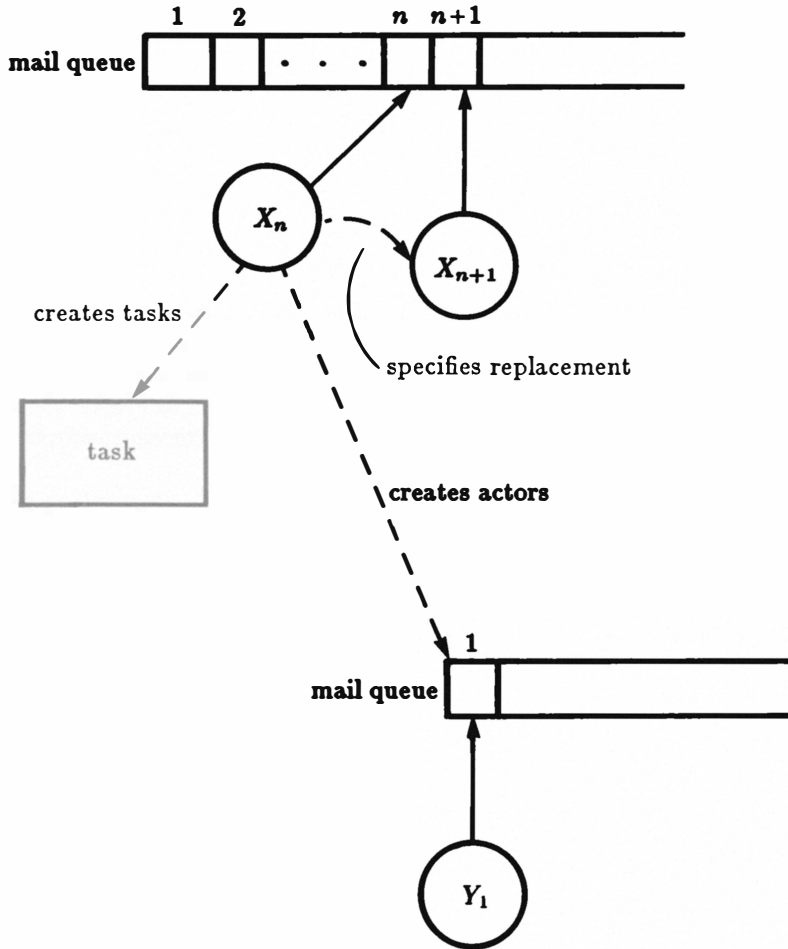 1 2 n n+1
mail queue
. . .
Xn
Xn+1
creates tasks
specifies replacement
task
creates actors
1
mail queue
Y1